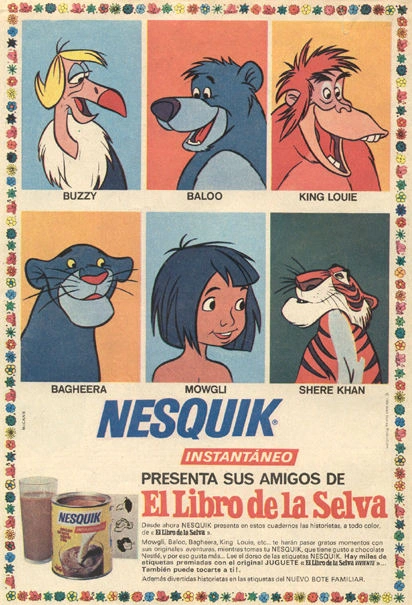 BUZZY
BALOO
KING LOUIE
BAGHEERA
MOWGLI
SHERE KHAN
NESQUIK®
INSTANTÁNEO
PRESENTA SUS AMIGOS DE
El Libro de la Selva
Desde ahora NESQUIK presenta en estos cuadernos las historietas, a todo color,
de « El Libro de la Selva ».
Mowgli, Baloo, Bagheera, King Louie, etc... te harán pasar gratos momentos con
sus originales aventuras, mientras tomas tu NESQUIK, que tiene gusto a chocolate
Nestlé, y por eso gusta más... Lee el dorso de las etiquetas NESQUIK. Hay miles de
etiquetas premiadas con el original JUGUETE « El Libro de la Selva VIVIENTE »...
También puede tocarte a ti!.
Además divertidas historietas en las etiquetas del NUEVO BOTE FAMILIAR.
NESQUIK